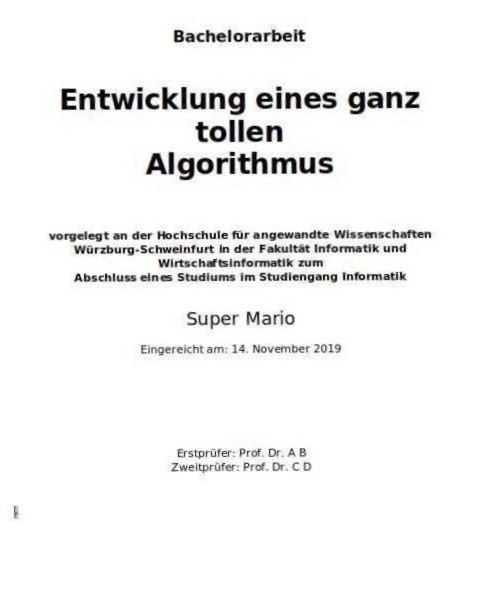 Bachelorarbeit
Entwicklung eines ganz
tollen
Algorithmus
vorgelegt an der Hochschule für angewandte Wissenschaften
Würzburg-Schweinfurt in der Fakultät Informatik und
Wirtschaftsinformatik zum
Abschluss eines Studiums im Studiengang Informatik
Super Mario
Eingereicht am: 14. November 2019
Erstprüfer: Prof. Dr. A B
Zweitprüfer: Prof. Dr. C D